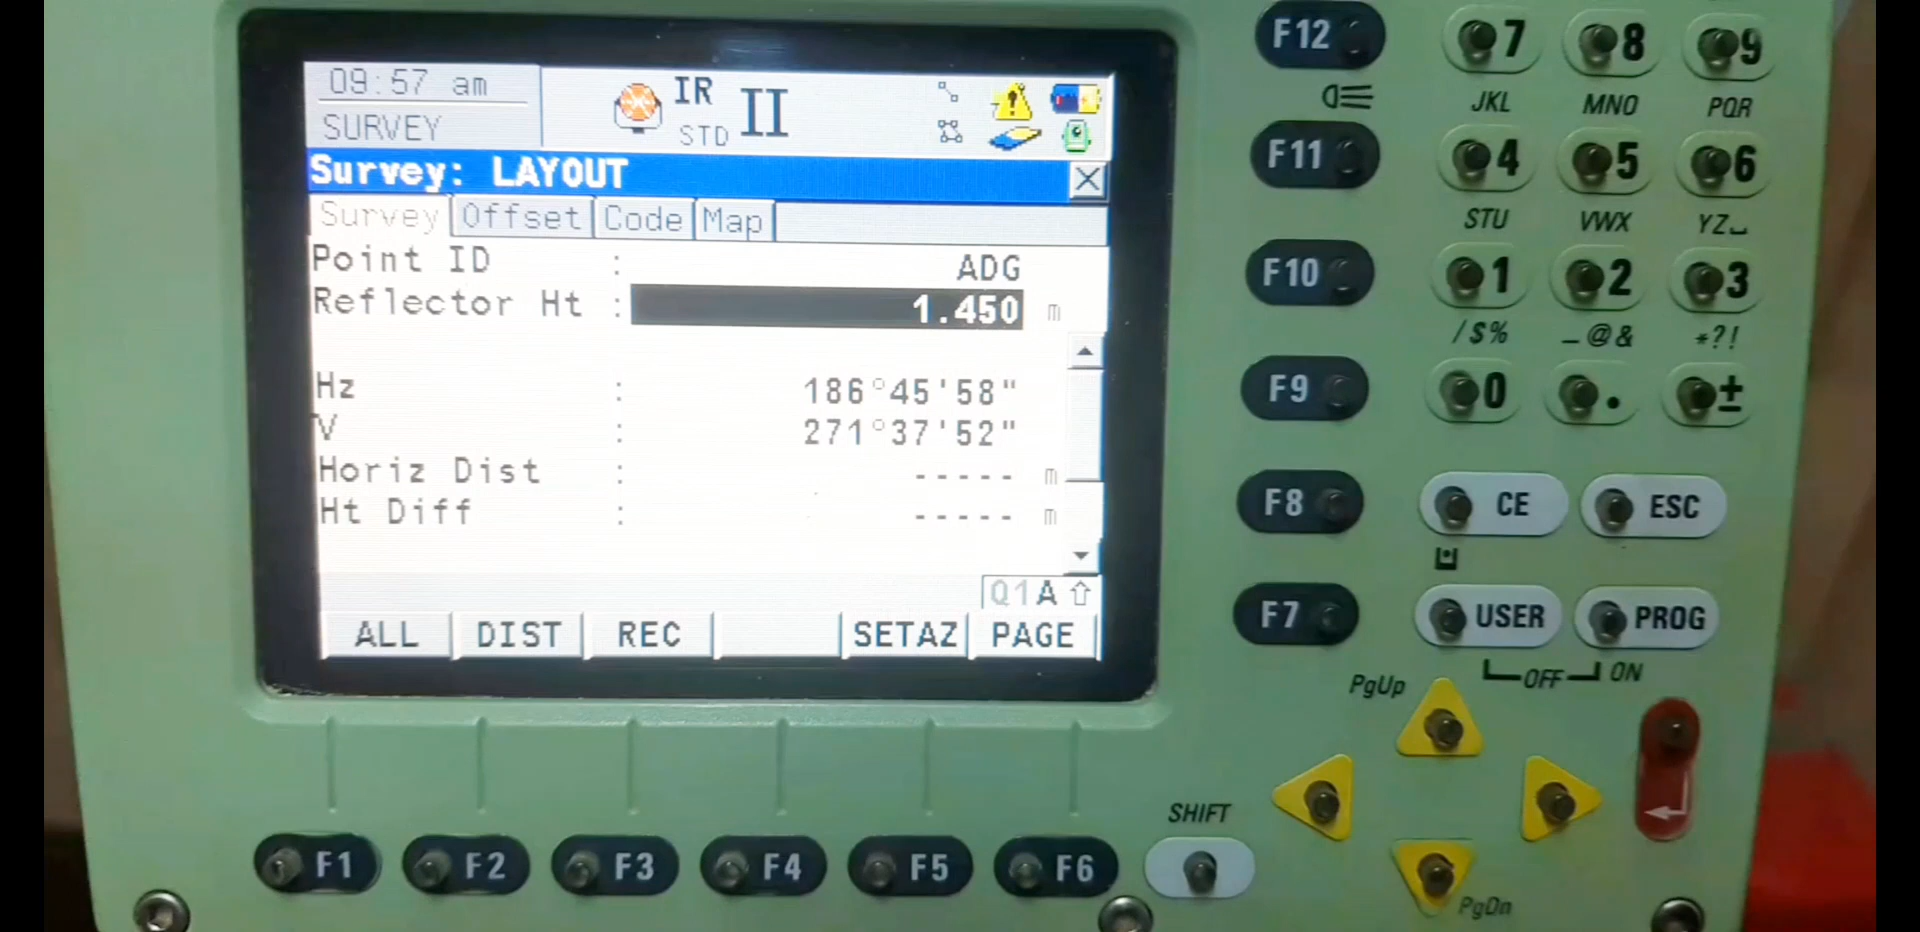 09:57 am
SURVEY
IR
STD
II
Survey: LAYOUT
Survey Offset Code Map
Point ID : ADG
Reflector Ht : 1.450 m
Hz : 186°45'58"
V : 271°37'52"
Horiz Dist : ----- m
Ht Diff : ----- m
Q1 A ⇧
ALL DIST REC SETAZ PAGE
F12 7 8 9
JKL MNO PQR
F11 4 5 6
STU VWX YZ⎵
F10 1 2 3
/$% _@& *?!
F9 0 . ±
F8 CE ESC
F7 USER PROG
OFF ON
PgUp
SHIFT
F1 F2 F3 F4 F5 F6
PgDn